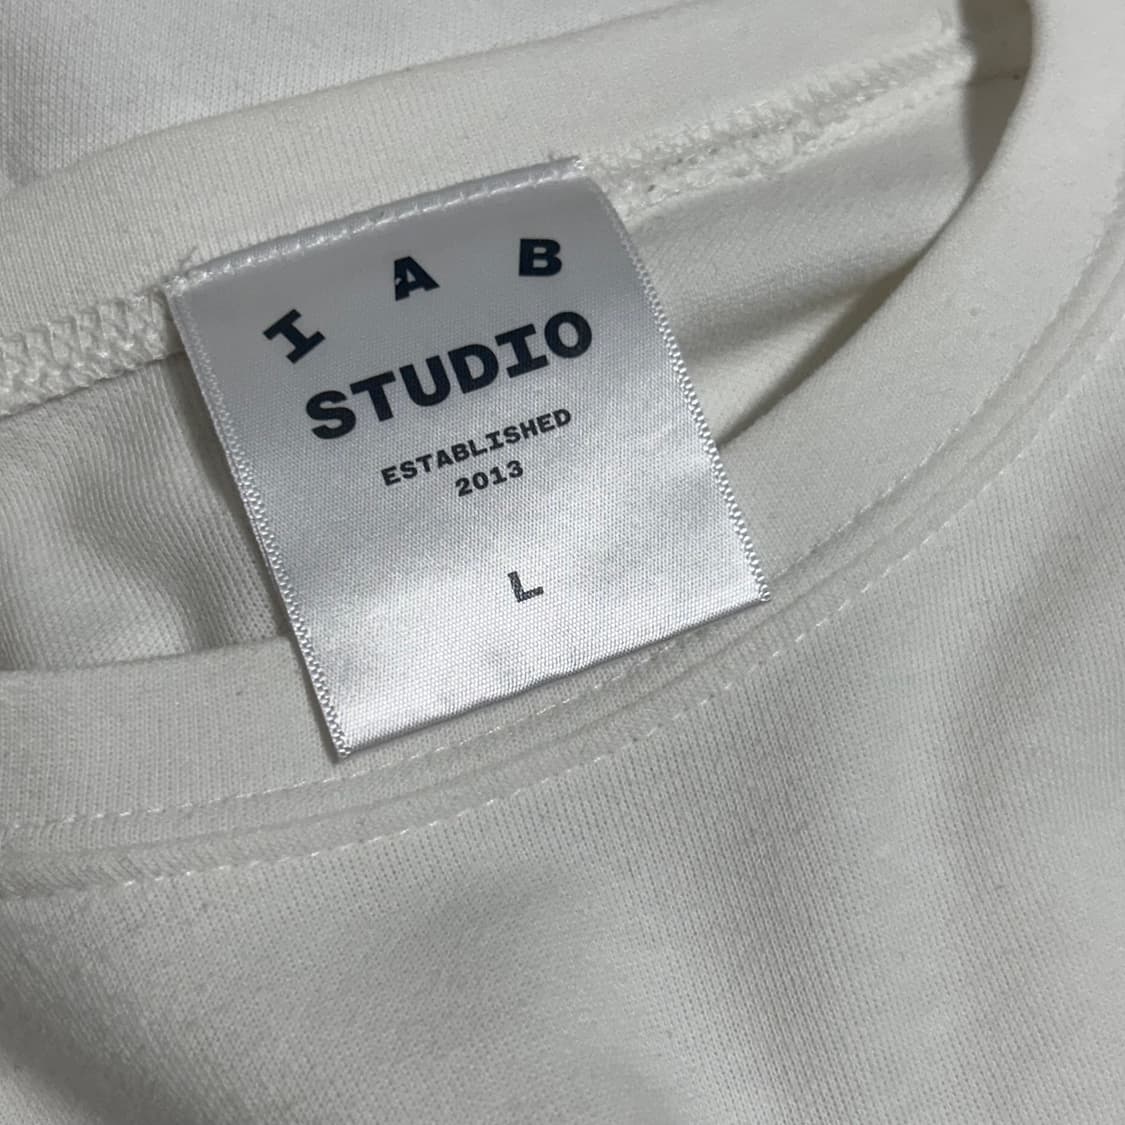 I A B
STUDIO
ESTABLISHED
2013
L